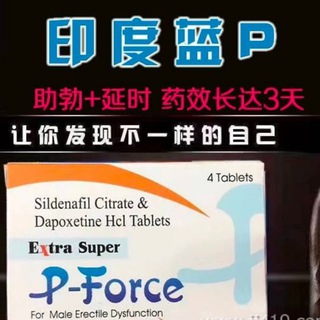 印度蓝P
助勃+延时 药效长达3天
让你发现不一样的自己
4 Tablets
Sildenafil Citrate &
Dapoxetine Hcl Tablets
Extra Super
P-Force
For Male Erectile Dysfunction